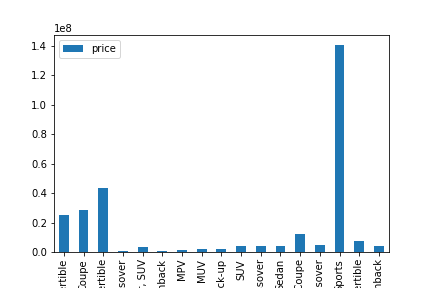 1e8
price
1.4
1.2
1.0
0.8
0.6
0.4
0.2
0.0
ertible
Coupe
ertible
sover
, SUV
hback
MPV
MUV
ck-up
SUV
sover
Sedan
Coupe
sover
Sports
ertible
hback